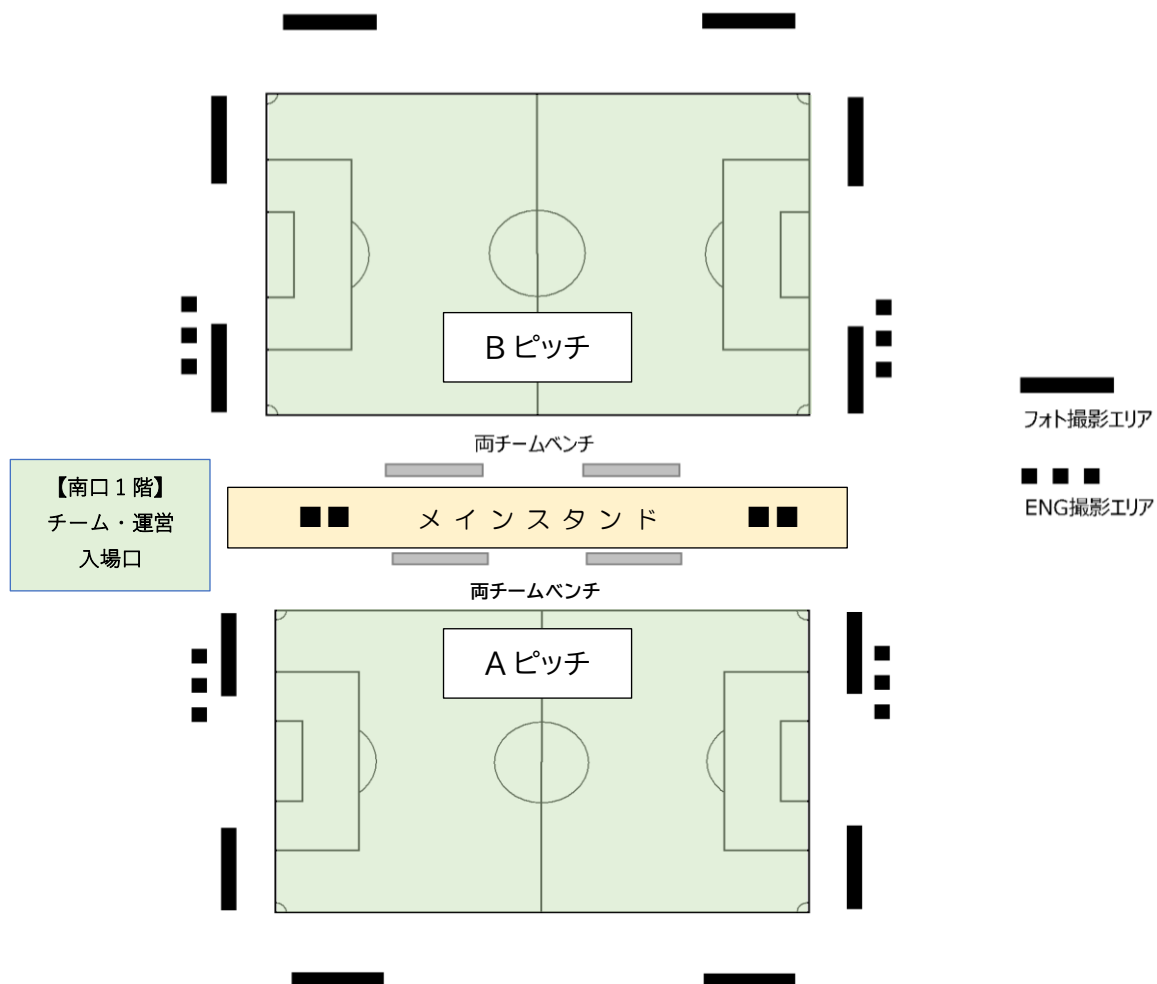 Bピッチ
フォト撮影エリア
両チームベンチ
【南口1階】
チーム・運営
入場口
メインスタンド
ENG撮影エリア
両チームベンチ
Aピッチ